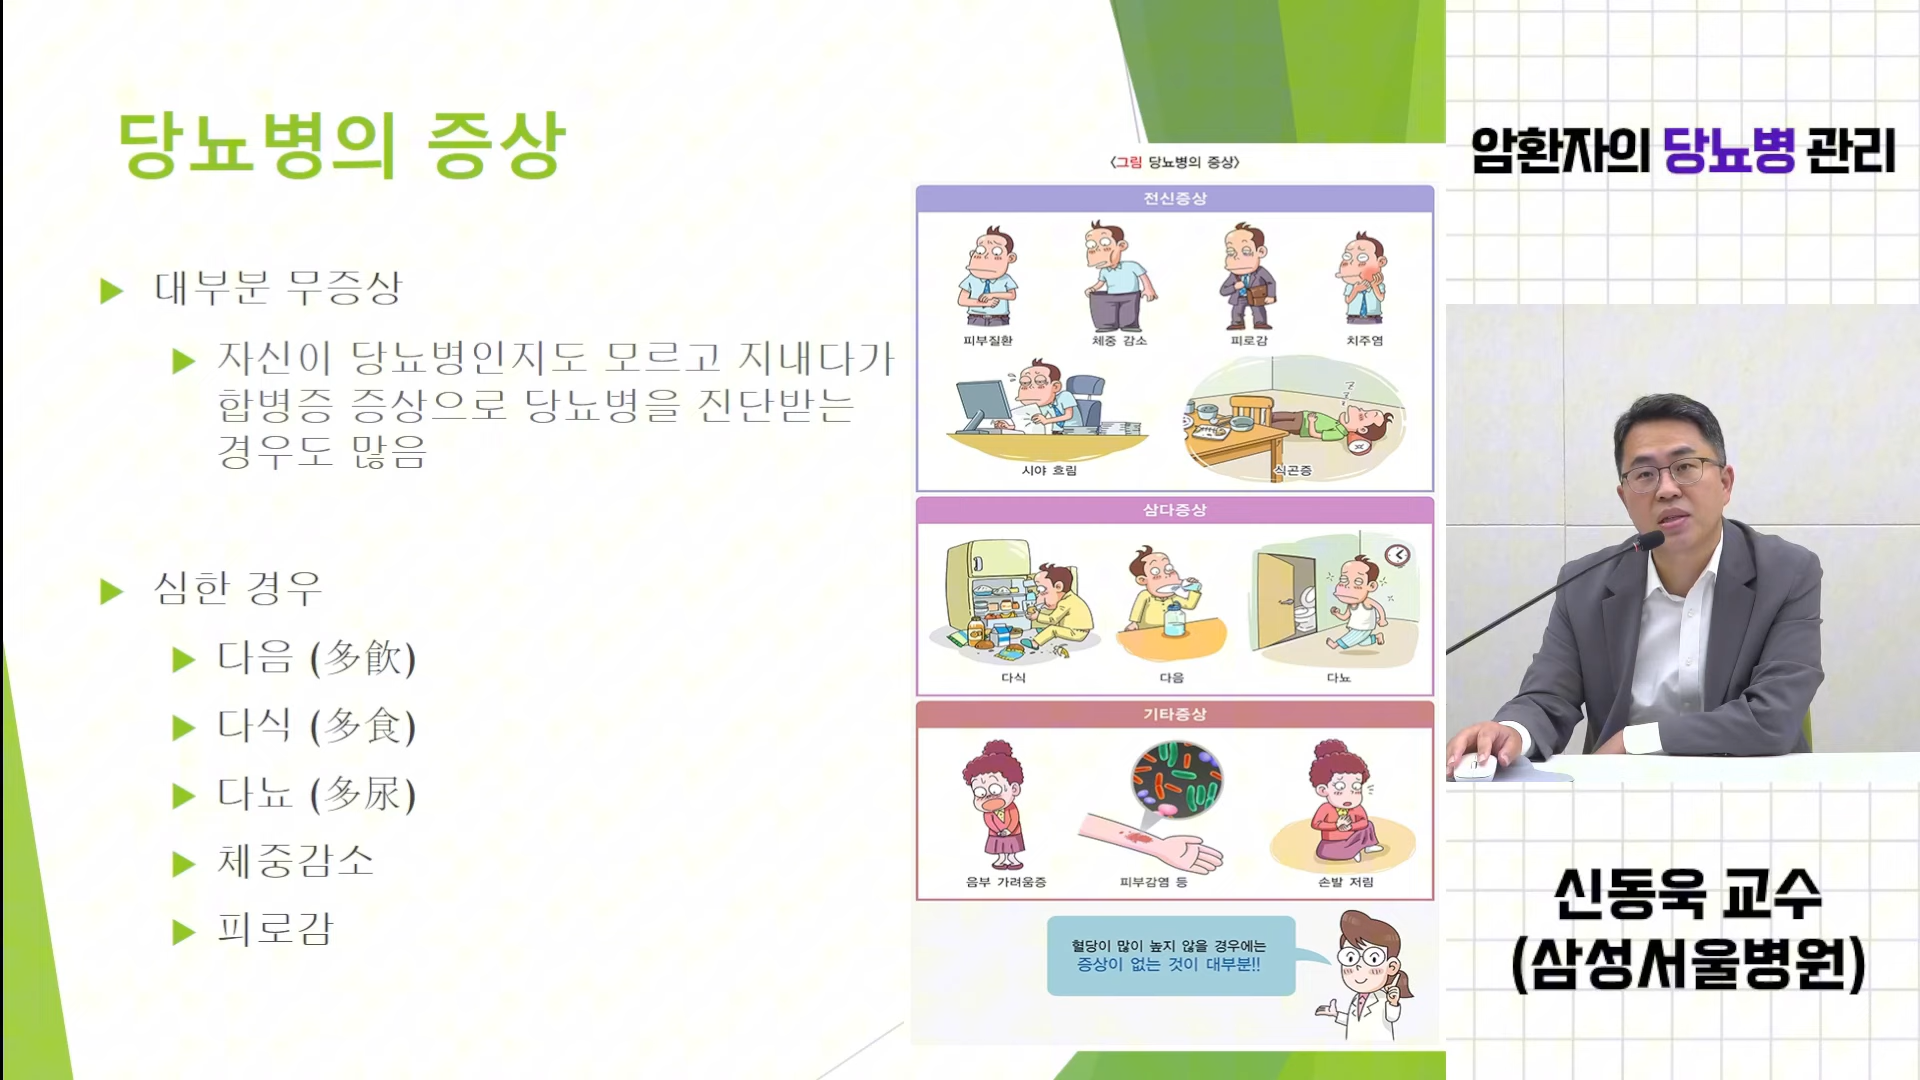 당뇨병의 증상
대부분 무증상
자신이 당뇨병인지도 모르고 지내다가
합병증 증상으로 당뇨병을 진단받는
경우도 많음
심한 경우
다음 (多飮)
다식 (多食)
다뇨 (多尿)
체중감소
피로감
<그림 당뇨병의 증상>
전신증상
피부질환
체중 감소
피로감
치주염
시야 흐림
식곤증
삼다증상
다식
다음
다뇨
기타증상
음부 가려움증
피부감염 등
손발 저림
혈당이 많이 높지 않을 경우에는
증상이 없는 것이 대부분!!
암환자의 당뇨병 관리
신동욱 교수
(삼성서울병원)